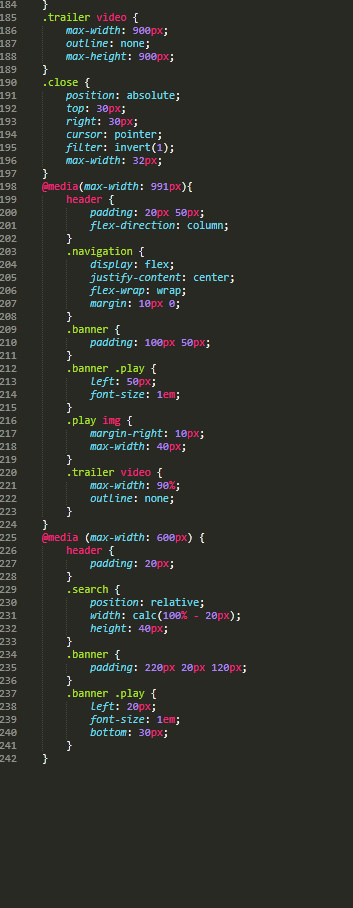 184 }
185 .trailer video {
186 max-width: 900px;
187 outline: none;
188 max-height: 900px;
189 }
190 .close {
191 position: absolute;
192 top: 30px;
193 right: 30px;
194 cursor: pointer;
195 filter: invert(1);
196 max-width: 32px;
197 }
198 @media(max-width: 991px){
199 header {
200 padding: 20px 50px;
201 flex-direction: column;
202 }
203 .navigation {
204 display: flex;
205 justify-content: center;
206 flex-wrap: wrap;
207 margin: 10px 0;
208 }
209 .banner {
210 padding: 100px 50px;
211 }
212 .banner .play {
213 left: 50px;
214 font-size: 1em;
215 }
216 .play img {
217 margin-right: 10px;
218 max-width: 40px;
219 }
220 .trailer video {
221 max-width: 90%;
222 outline: none;
223 }
224 }
225 @media (max-width: 600px) {
226 header {
227 padding: 20px;
228 }
229 .search {
230 position: relative;
231 width: calc(100% - 20px);
232 height: 40px;
233 }
234 .banner {
235 padding: 220px 20px 120px;
236 }
237 .banner .play {
238 left: 20px;
239 font-size: 1em;
240 bottom: 30px;
241 }
242 }